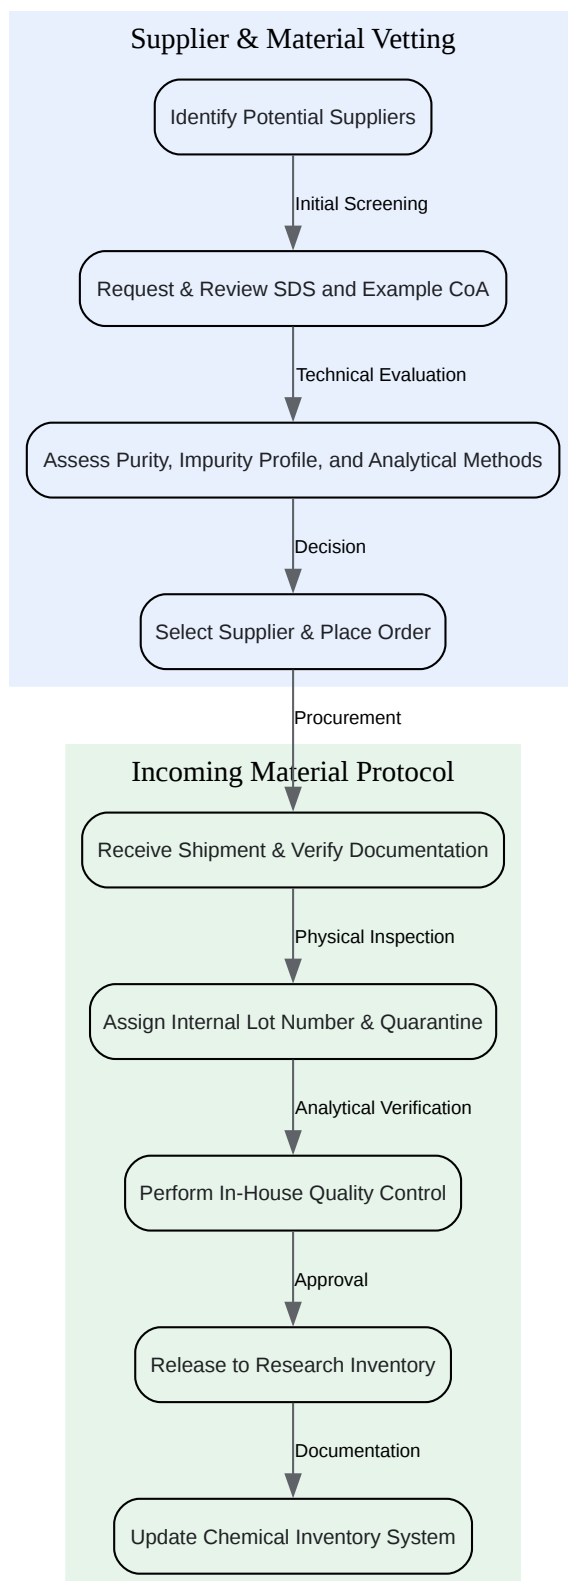 Supplier & Material Vetting
Identify Potential Suppliers
Initial Screening
Request & Review SDS and Example CoA
Technical Evaluation
Assess Purity, Impurity Profile, and Analytical Methods
Decision
Select Supplier & Place Order
Procurement
Incoming Material Protocol
Receive Shipment & Verify Documentation
Physical Inspection
Assign Internal Lot Number & Quarantine
Analytical Verification
Perform In-House Quality Control
Approval
Release to Research Inventory
Documentation
Update Chemical Inventory System